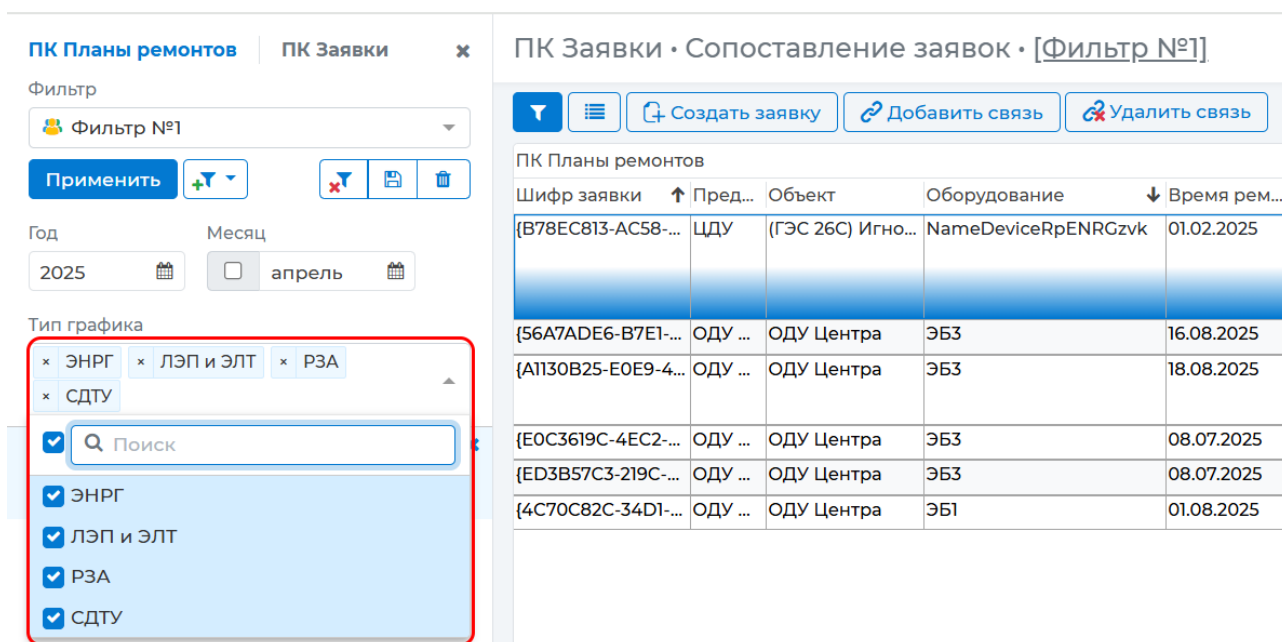 ПК Планы ремонтов ПК Заявки
Фильтр
Фильтр №1
Применить
Год Месяц
2025 апрель
Тип графика
× ЭНРГ × ЛЭП и ЭЛТ × РЗА
× СДТУ
Поиск
ЭНРГ
ЛЭП и ЭЛТ
РЗА
СДТУ
ПК Заявки • Сопоставление заявок • [Фильтр №1]
Создать заявку Добавить связь Удалить связь
ПК Планы ремонтов
Шифр заявки Пред... Объект Оборудование Время рем...
{B78EC813-AC58-... ЦДУ (ГЭС 26С) Игно... NameDeviceRpENRGzvk 01.02.2025
{56A7ADE6-B7E1-... ОДУ ... ОДУ Центра ЭБ3 16.08.2025
{A1130B25-E0E9-4... ОДУ ... ОДУ Центра ЭБ3 18.08.2025
{E0C3619C-4EC2-... ОДУ ... ОДУ Центра ЭБ3 08.07.2025
{ED3B57C3-219C-... ОДУ ... ОДУ Центра ЭБ3 08.07.2025
{4C70C82C-34D1-... ОДУ ... ОДУ Центра ЭБ1 01.08.2025